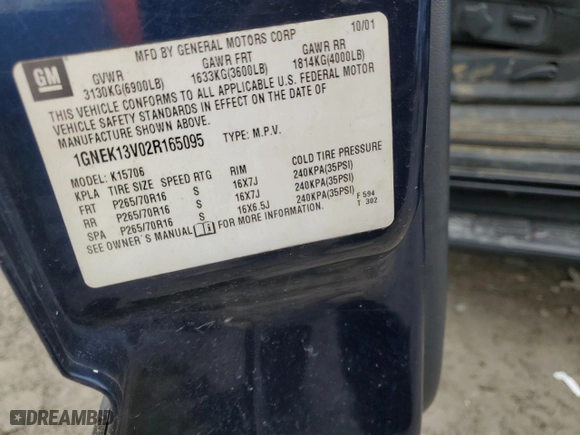 10/01
MFD BY GENERAL MOTORS CORP
GM
GVWR GAWR FRT GAWR RR
3130KG(6900LB) 1633KG(3600LB) 1814KG(4000LB)
THIS VEHICLE CONFORMS TO ALL APPLICABLE U.S. FEDERAL MOTOR
VEHICLE SAFETY STANDARDS IN EFFECT ON THE DATE OF
MANUFACTURE SHOWN ABOVE.
1GNEK13V02R165095 TYPE: M.P.V.
MODEL: K15706
KPLA TIRE SIZE SPEED RTG RIM COLD TIRE PRESSURE
FRT P265/70R16 S 16X7J 240KPA(35PSI)
RR P265/70R16 S 16X7J 240KPA(35PSI)
SPA P265/70R16 S 16X6.5J 240KPA(35PSI)
SEE OWNER'S MANUAL i FOR MORE INFORMATION.
F 594
T 302
DREAMBID